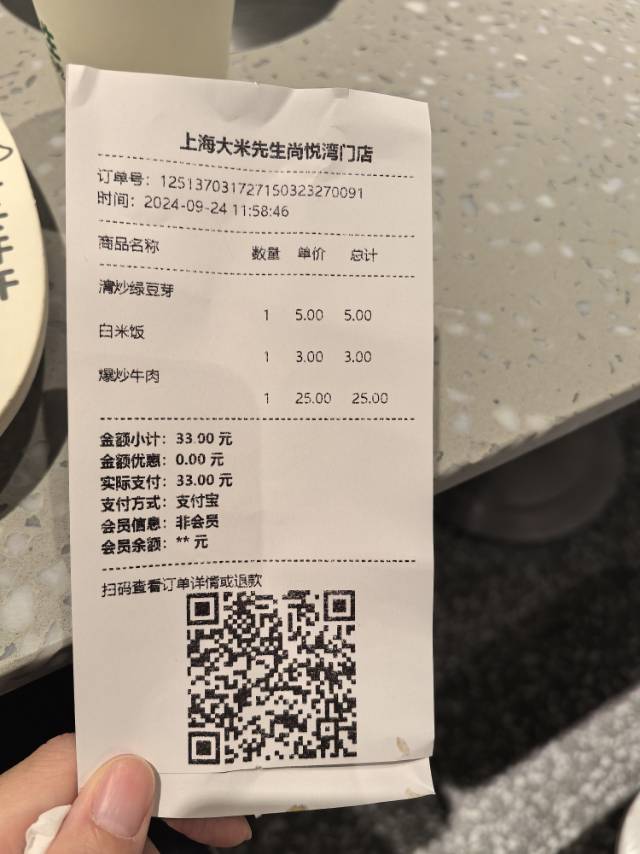 上海大米先生尚悦湾门店
订单号：125137031727150323270091
时间：2024-09-24 11:58:46
商品名称 数量 单价 总计
清炒绿豆芽
1 5.00 5.00
白米饭
1 3.00 3.00
爆炒牛肉
1 25.00 25.00
金额小计：33.00 元
金额优惠：0.00 元
实际支付：33.00 元
支付方式：支付宝
会员信息：非会员
会员余额：** 元
扫码查看订单详情或退款